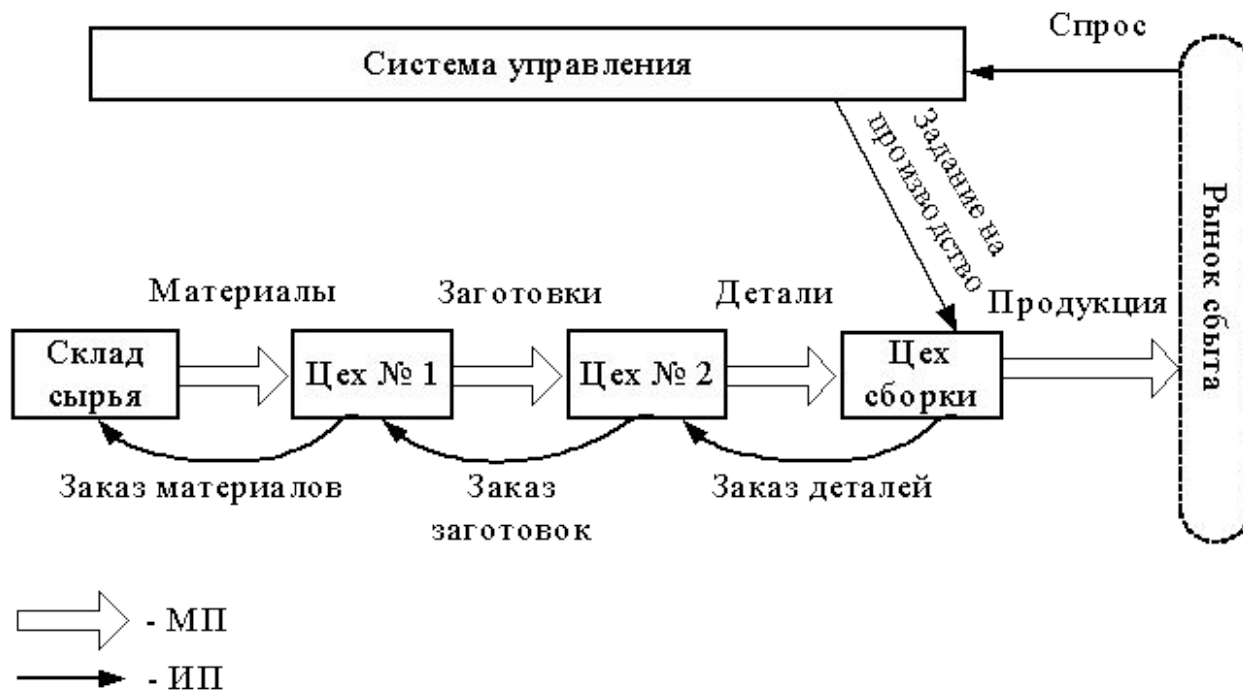 Спрос
Система управления
Задание на
производство
Рынок сбыта
Материалы
Заготовки
Детали
Продукция
Склад
сырья
Цех № 1
Цех № 2
Цех
сборки
Заказ материалов
Заказ
заготовок
Заказ деталей
- МП
- ИП